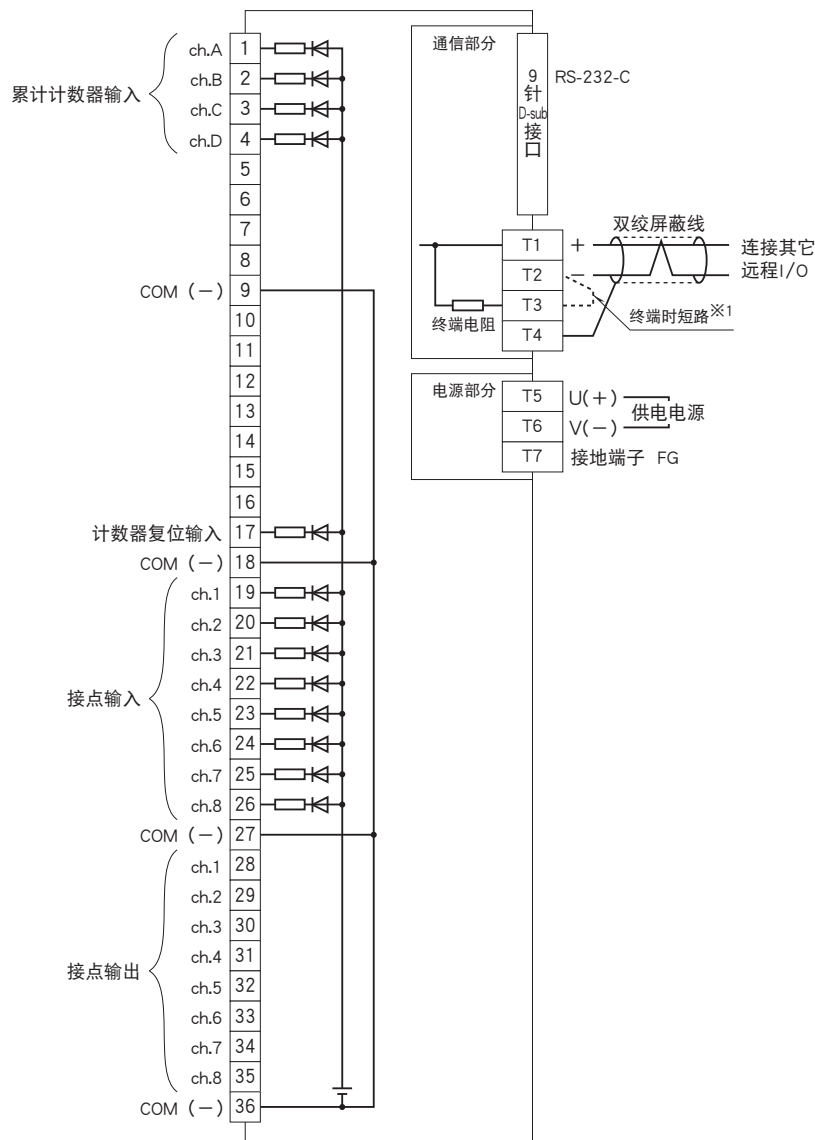 累计计数器输入
ch.A 1
ch.B 2
ch.C 3
ch.D 4
5
6
7
8
COM（－） 9
10
11
12
13
14
15
16
计数器复位输入 17
COM（－） 18
接点输入
ch.1 19
ch.2 20
ch.3 21
ch.4 22
ch.5 23
ch.6 24
ch.7 25
ch.8 26
COM（－） 27
接点输出
ch.1 28
ch.2 29
ch.3 30
ch.4 31
ch.5 32
ch.6 33
ch.7 34
ch.8 35
COM（－） 36
通信部分
9
针
D-sub
接
口
RS-232-C
双绞屏蔽线
T1 ＋
T2 －
T3
T4
连接其它
远程I/O
终端电阻
终端时短路※1
电源部分
T5 U(＋)
T6 V(－)
供电电源
T7 接地端子 FG